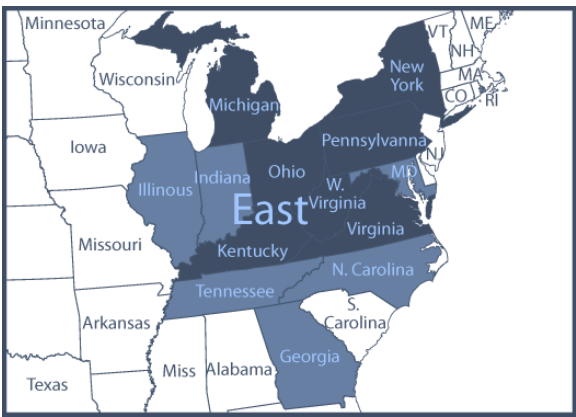 Minnesota
ME
VT
NH
Wisconsin
New
York
MA
Michigan
CO
RI
Pennsylvanna
Iowa
NJ
Ohio
MD
Indiana
Illinous
W.
Virginia
East
Virginia
Missouri
Kentucky
N. Carolina
Tennessee
S.
Carolina
Arkansas
Georgia
Miss
Alabama
Texas